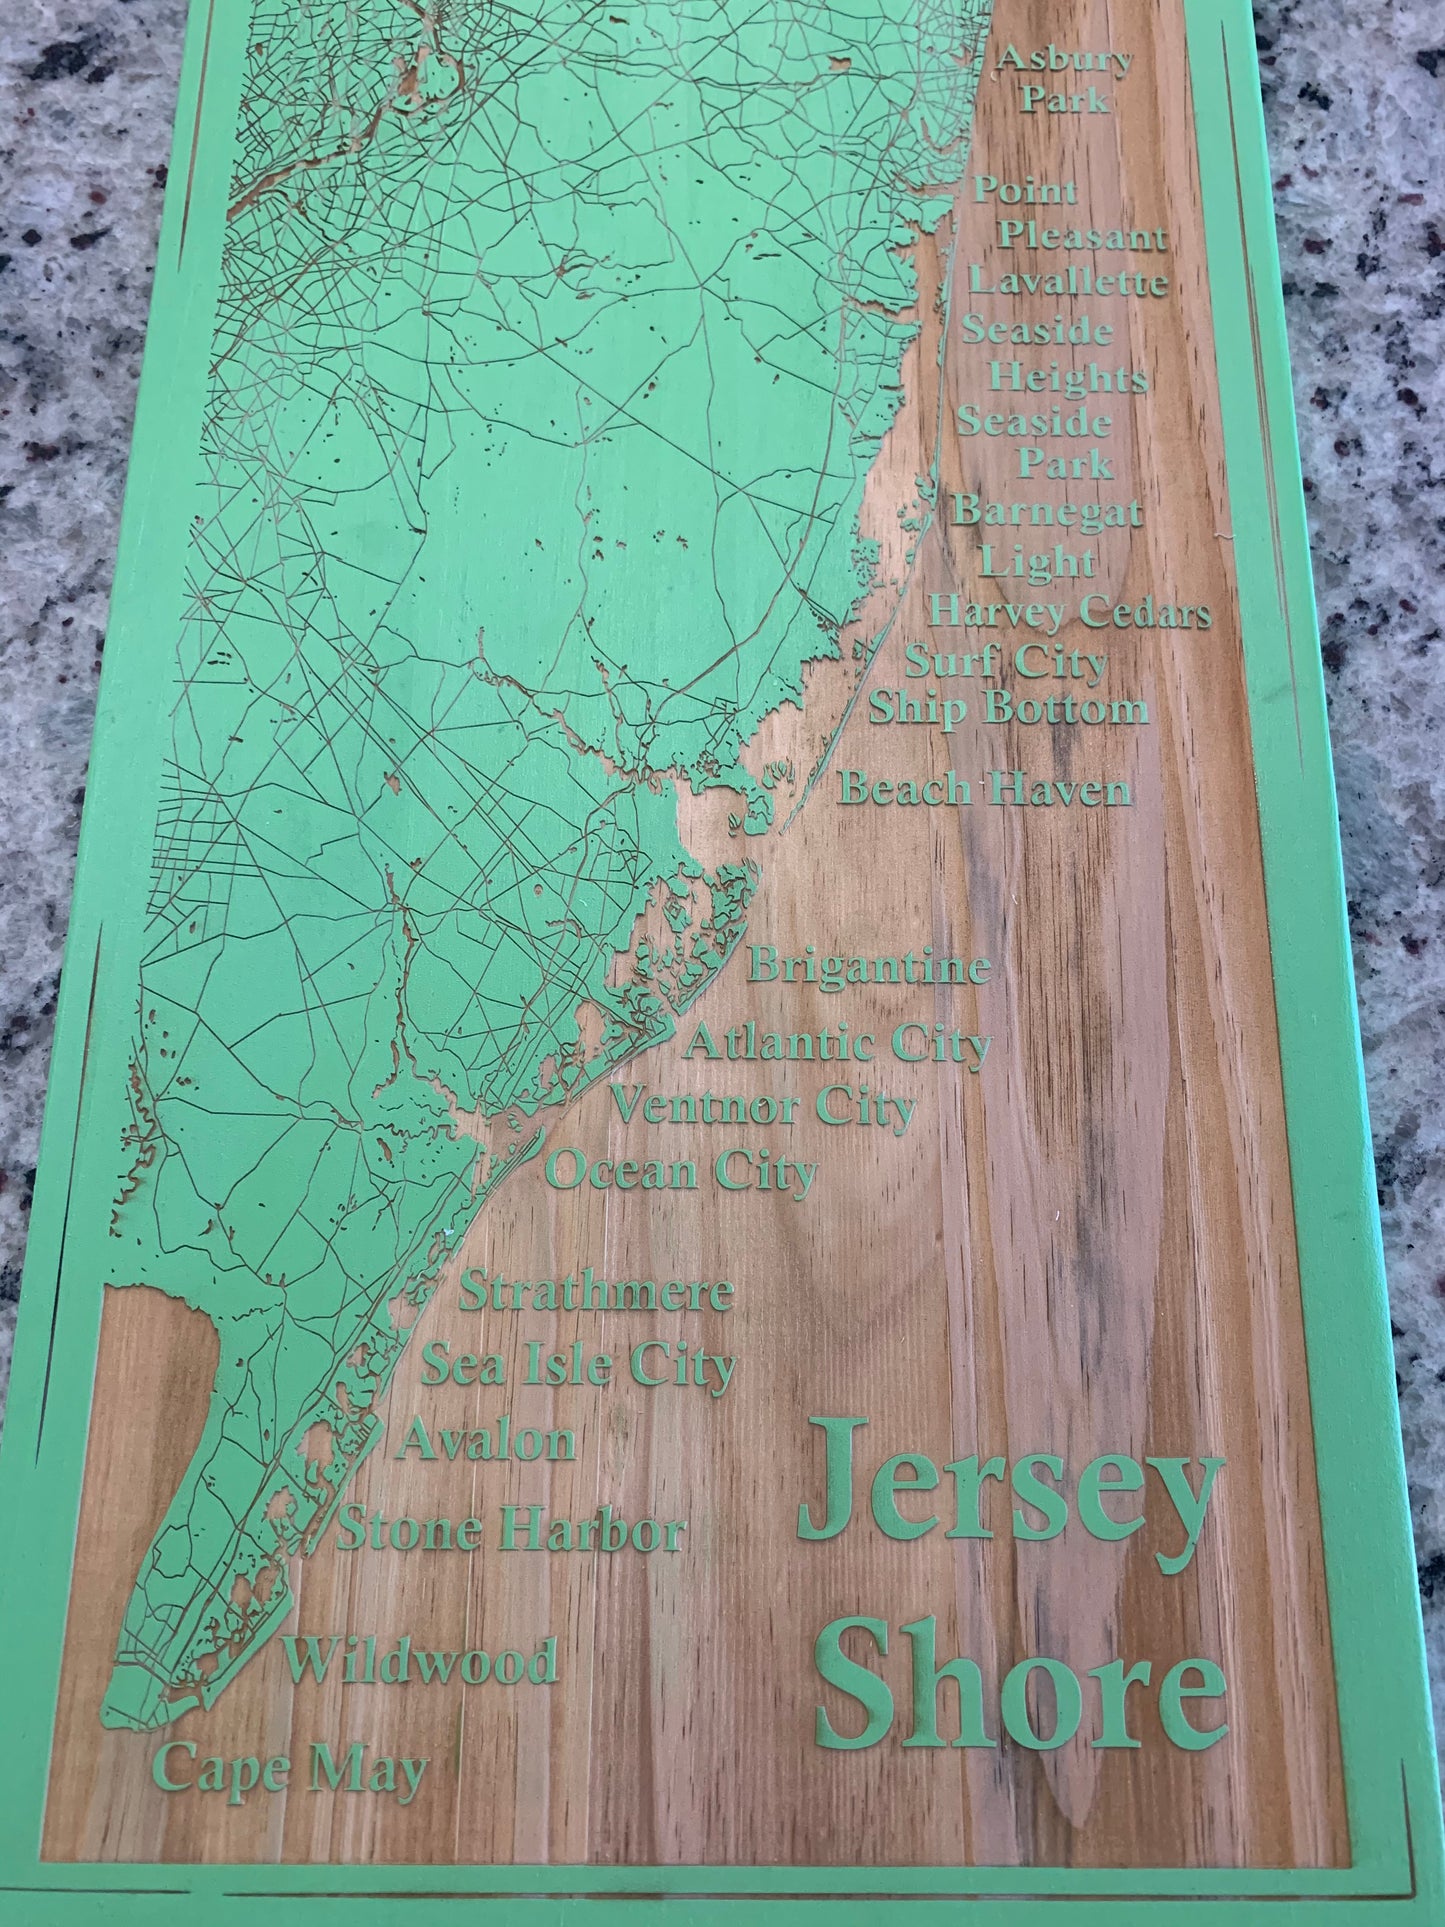 Asbury
Park
Point
Pleasant
Lavallette
Seaside
Heights
Seaside
Park
Barnegat
Light
Harvey Cedars
Surf City
Ship Bottom
Beach Haven
Brigantine
Atlantic City
Ventnor City
Ocean City
Strathmere
Sea Isle City
Avalon
Stone Harbor
Wildwood
Cape May
Jersey
Shore